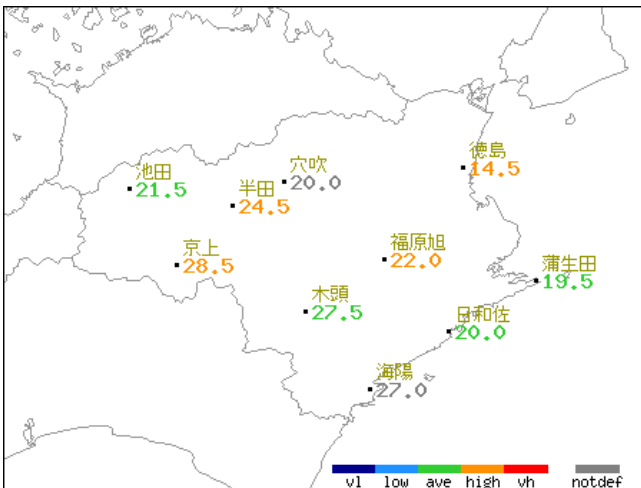 徳島
14.5
穴吹
20.0
池田
21.5
半田
24.5
京上
28.5
福原旭
22.0
蒲生田
19.5
木頭
27.5
日和佐
20.0
海陽
27.0
vl low ave high vh notdef